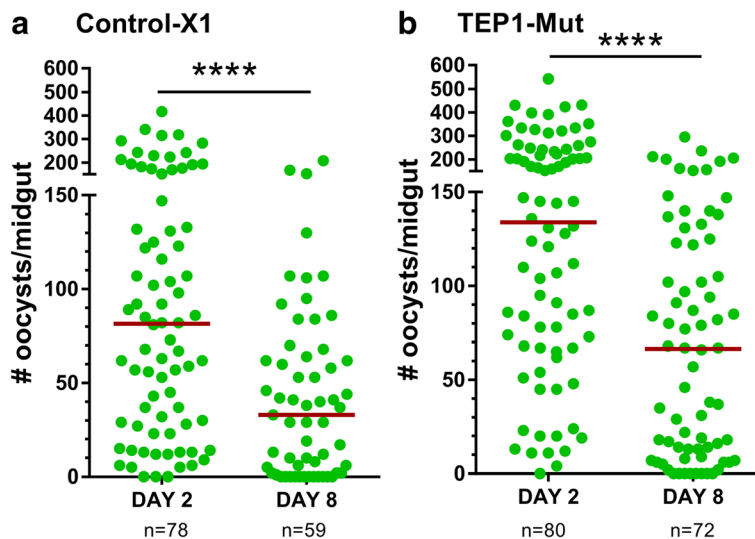 a Control-X1
****
# oocysts/midgut
600
500
400
300
200
150
100
50
0
DAY 2 DAY 8
n=78 n=59
b TEP1-Mut
****
# oocysts/midgut
600
500
400
300
200
150
100
50
0
DAY 2 DAY 8
n=80 n=72